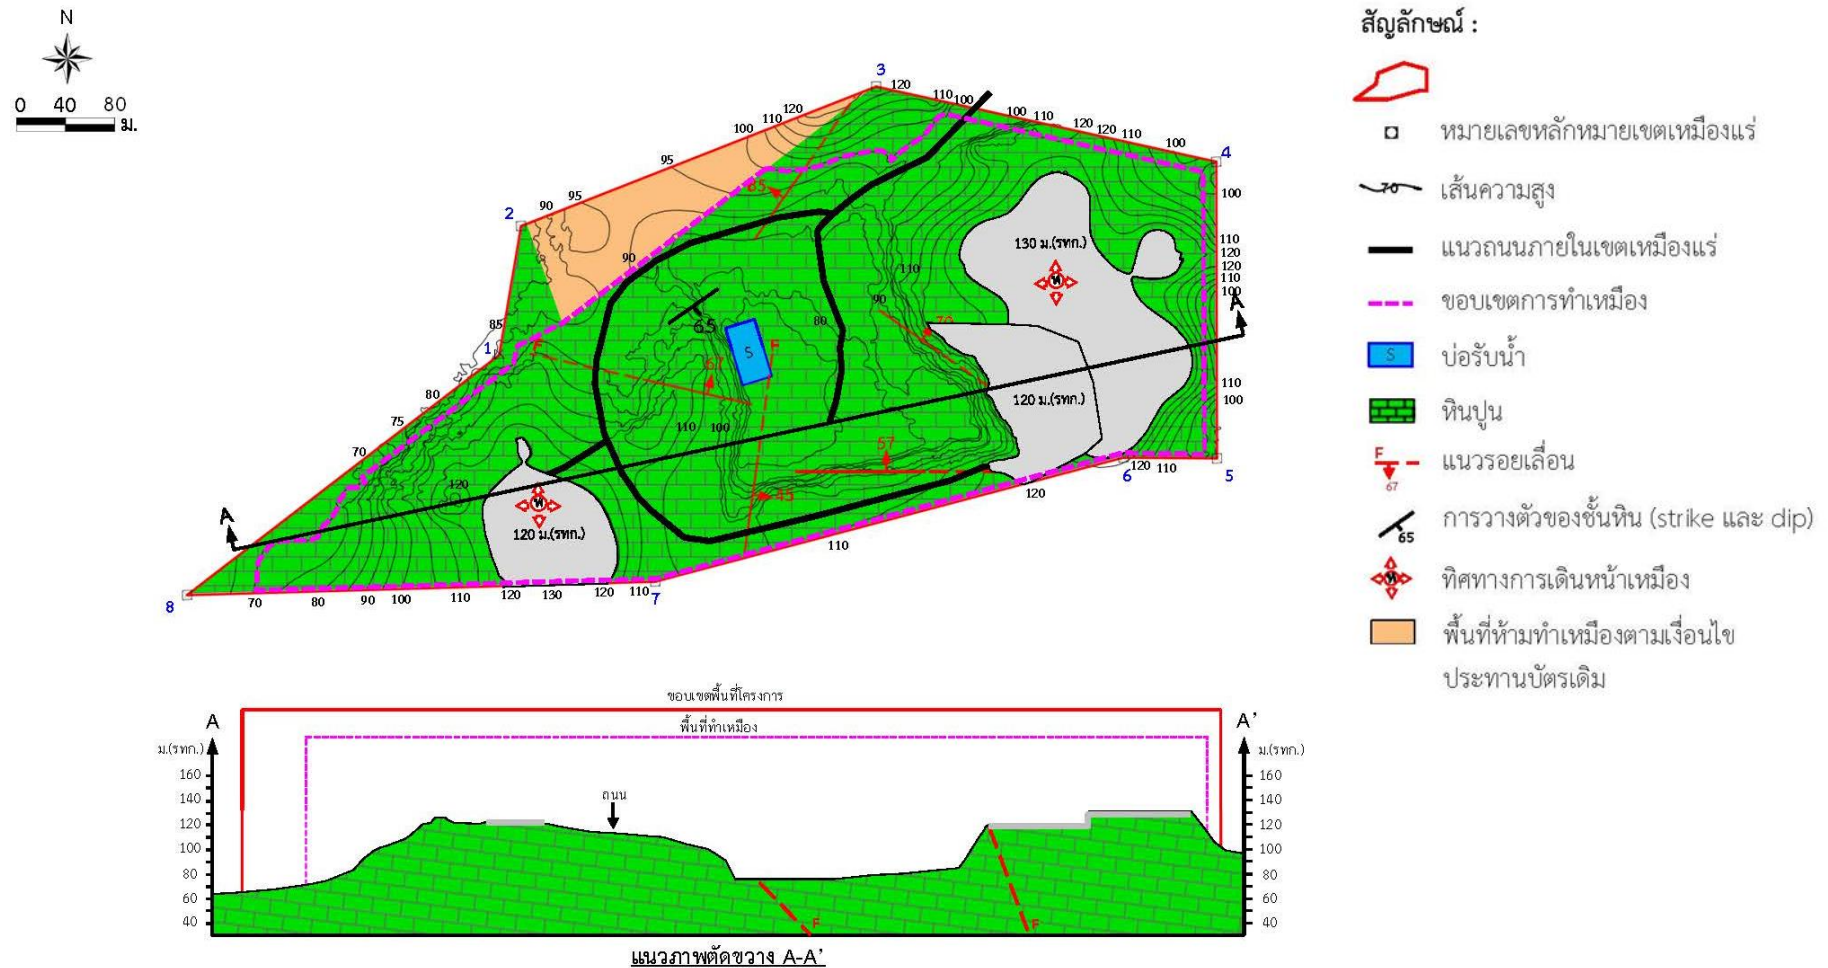 N
0 40 80
ม.
สัญลักษณ์ :
หมายเลขหลักหมายเขตเหมืองแร่
70
เส้นความสูง
แนวถนนภายในเขตเหมืองแร่
ขอบเขตการทำเหมือง
S
บ่อรับน้ำ
หินปูน
F
67
แนวรอยเลื่อน
65
การวางตัวของชั้นหิน (strike และ dip)
ท
ทิศทางการเดินหน้าเหมือง
พื้นที่ห้ามทำเหมืองตามเงื่อนไข
ประทานบัตรเดิม
3
120
110 100
100 110 120 120 110 100
4
120
110
100
95
95
90
2
85
1
80
75
70
90
85
100
110
120
120
110
100
110
100
5
130 ม.(รทก.)
ท
110
90
80
70
65
S
F
F
67
120 ม.(รทก.)
A
A
110 100
57
45
120
ท
120 ม.(รทก.)
120 110
6
120
110
7
8
70 80 90 100 110 120 130 120 110
ขอบเขตพื้นที่โครงการ
พื้นที่ทำเหมือง
A
A’
ม.(รทก.)
ม.(รทก.)
160
140
120
100
80
60
40
ถนน
F
F
160
140
120
100
80
60
40
แนวภาพตัดขวาง A-A’